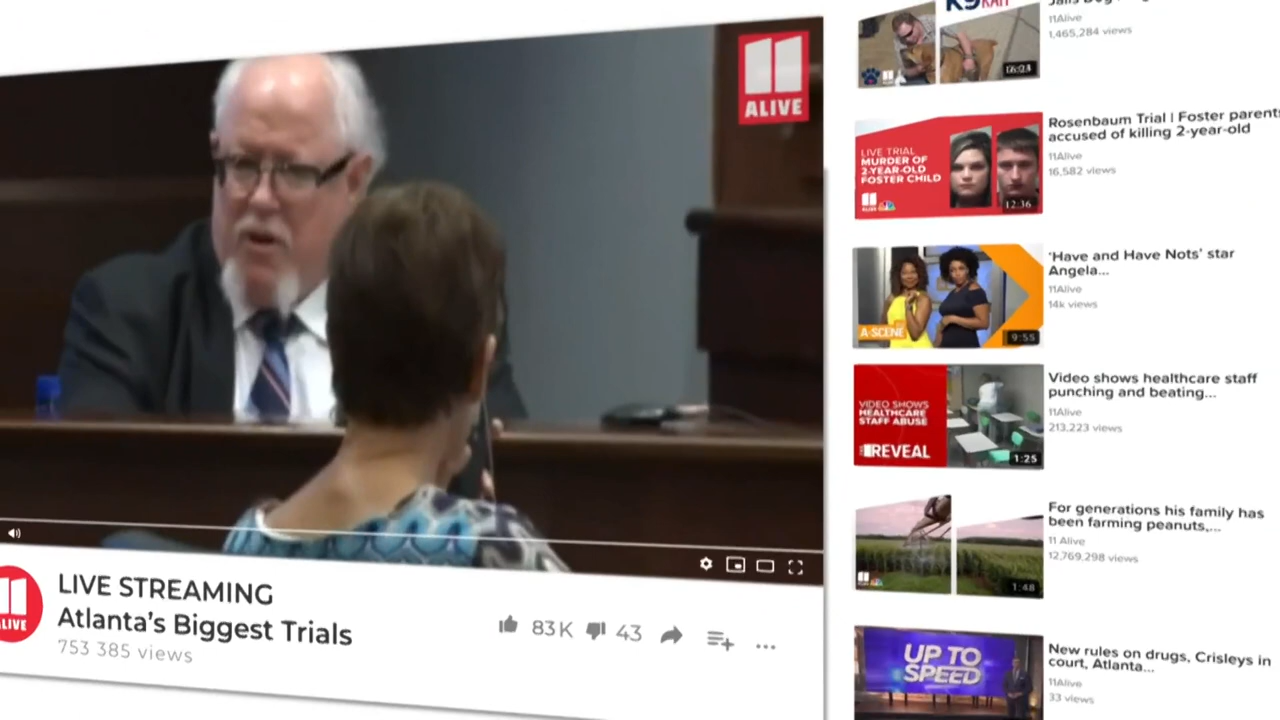 11
ALIVE
LIVE STREAMING
Atlanta's Biggest Trials
753 385 views
83K
43
ALIVE
K9
11Alive
1,465,284 views
16:03
Rosenbaum Trial | Foster parents
accused of killing 2-year-old
11Alive
16,582 views
LIVE TRIAL
MURDER OF
2-YEAR-OLD
FOSTER CHILD
12:36
'Have and Have Nots' star
Angela...
11Alive
14k views
A-SCENE
9:55
Video shows healthcare staff
punching and beating...
11Alive
213,223 views
VIDEO SHOWS
HEALTHCARE
STAFF ABUSE
REVEAL
1:25
For generations his family has
been farming peanuts,...
11 Alive
12,769,298 views
1:48
New rules on drugs, Crisleys in
court, Atlanta...
11Alive
33 views
UP TO
SPEED